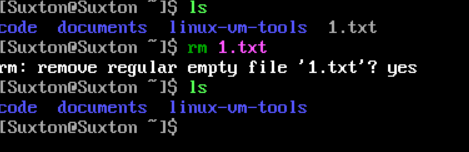 [Suxton@Suxton ~]$ ls
code documents linux-vm-tools 1.txt
[Suxton@Suxton ~]$ rm 1.txt
rm: remove regular empty file '1.txt'? yes
[Suxton@Suxton ~]$ ls
code documents linux-vm-tools
[Suxton@Suxton ~]$